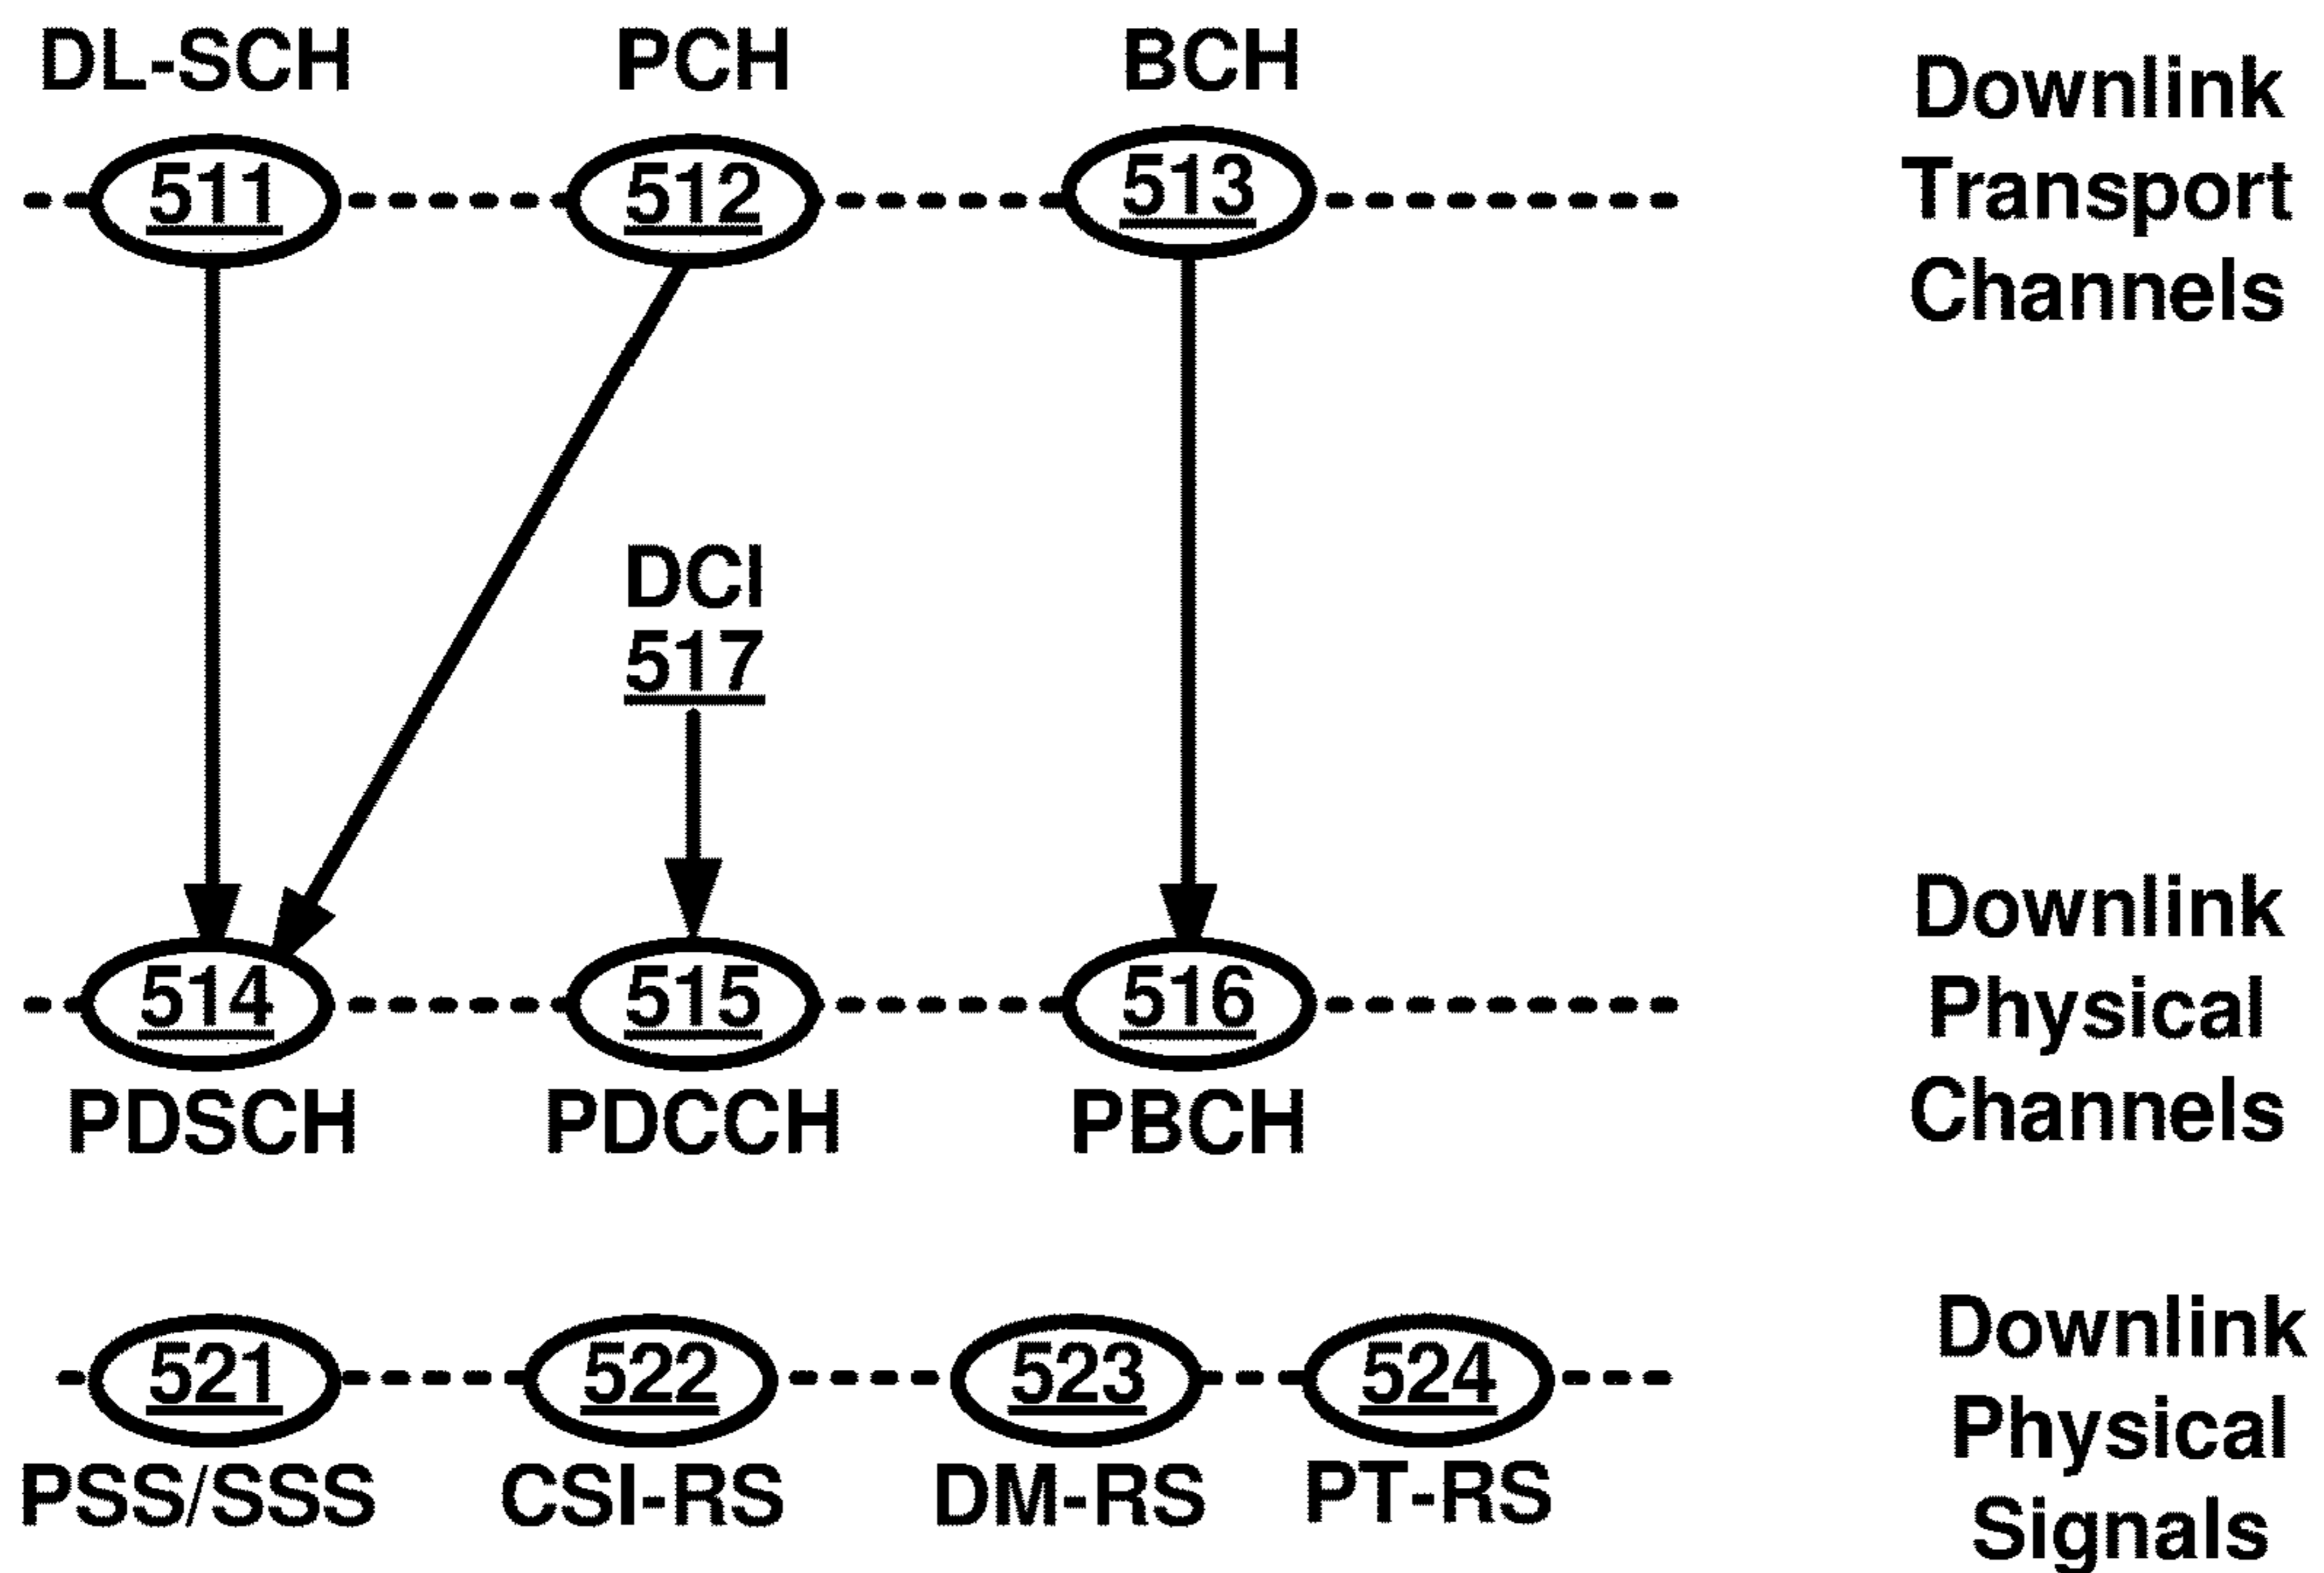 DL-SCH PCH BCH
511 512 513
Downlink
Transport
Channels
DCI
517
514 515 516
PDSCH PDCCH PBCH
Downlink
Physical
Channels
521 522 523 524
PSS/SSS CSI-RS DM-RS PT-RS
Downlink
Physical
Signals